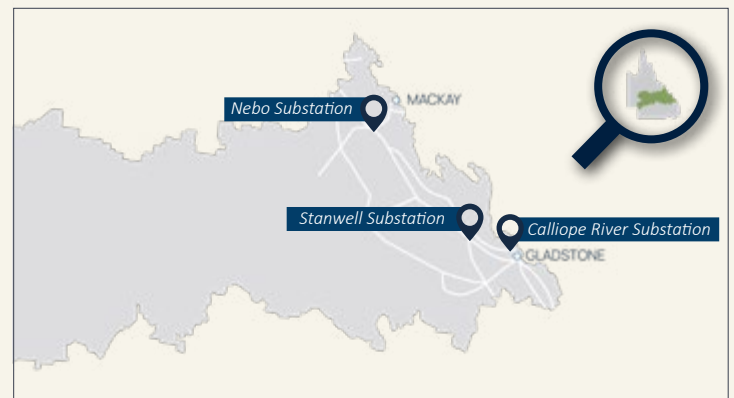 MACKAY
Nebo Substation
Stanwell Substation
Calliope River Substation
GLADSTONE